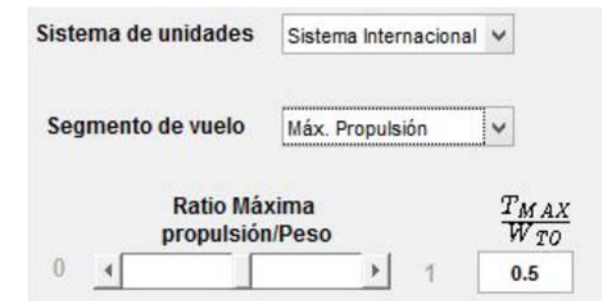 Sistema de unidades Sistema Internacional
Segmento de vuelo Máx. Propulsión
Ratio Máxima
propulsión/Peso
T_MAX
W_TO
0 1 0.5